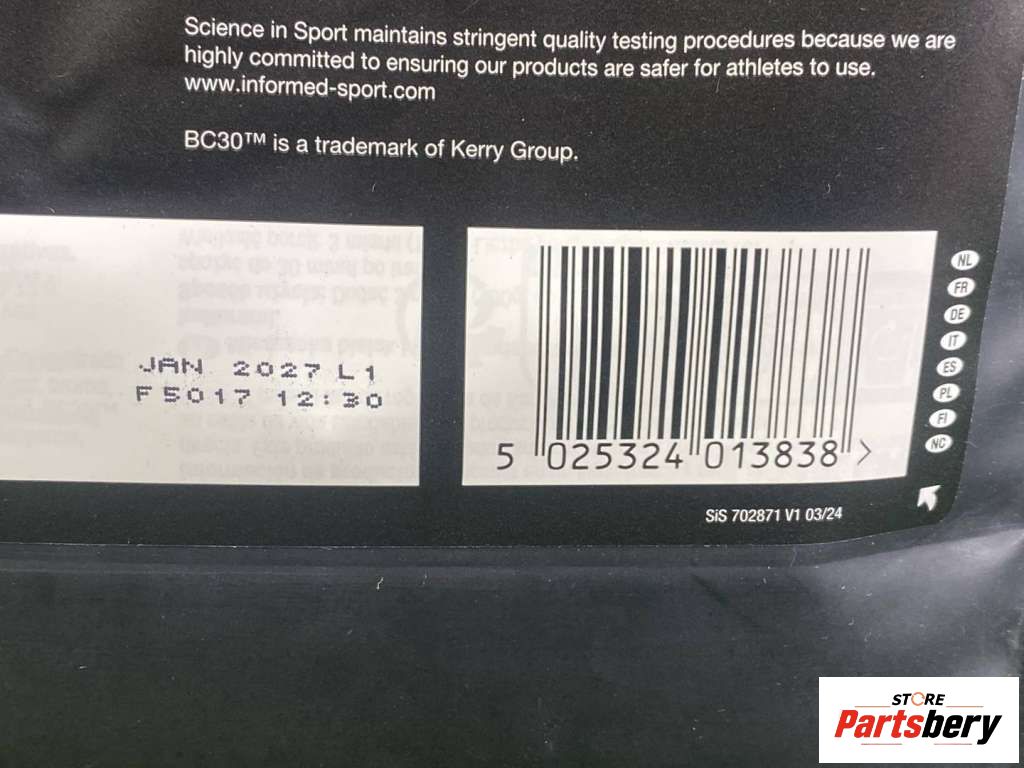 Science in Sport maintains stringent quality testing procedures because we are
highly committed to ensuring our products are safer for athletes to use.
www.informed-sport.com
BC30™ is a trademark of Kerry Group.
JAN 2027 L1
F5017 12:30
5 025324 013838 >
NL
FR
DE
IT
ES
PL
FI
NC
SiS 702871 V1 03/24
STORE
Partsbery